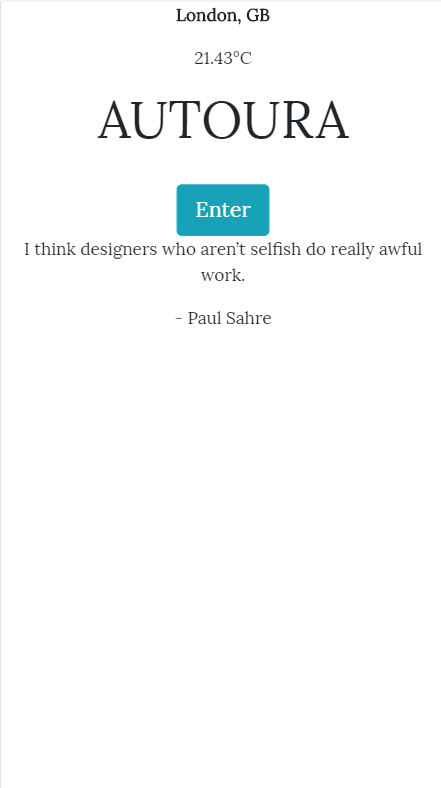 London, GB
21.43°C
AUTOURA
Enter
I think designers who aren’t selfish do really awful
work.
- Paul Sahre